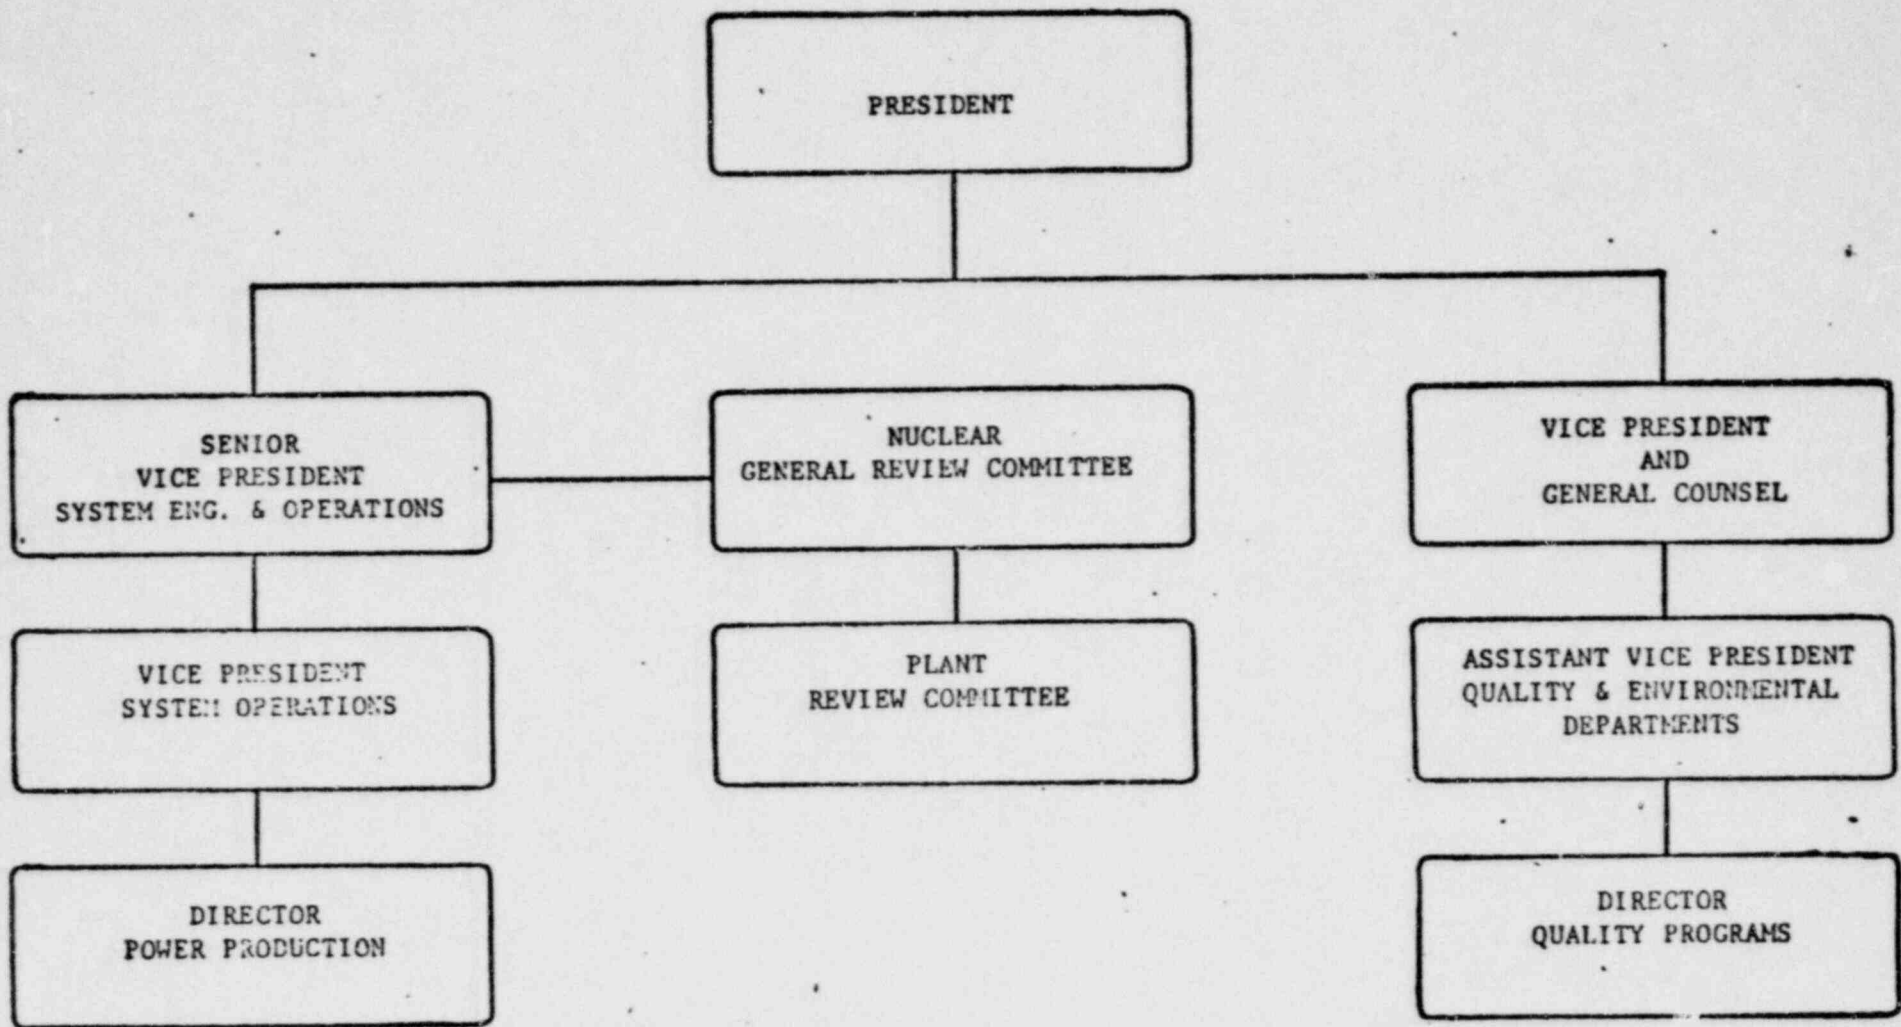 PRESIDENT
SENIOR
VICE PRESIDENT
SYSTEM ENG. & OPERATIONS
NUCLEAR
GENERAL REVIEW COMMITTEE
VICE PRESIDENT
AND
GENERAL COUNSEL
VICE PRESIDENT
SYSTEM OPERATIONS
PLANT
REVIEW COMMITTEE
ASSISTANT VICE PRESIDENT
QUALITY & ENVIRONMENTAL
DEPARTMENTS
DIRECTOR
POWER PRODUCTION
DIRECTOR
QUALITY PROGRAMS